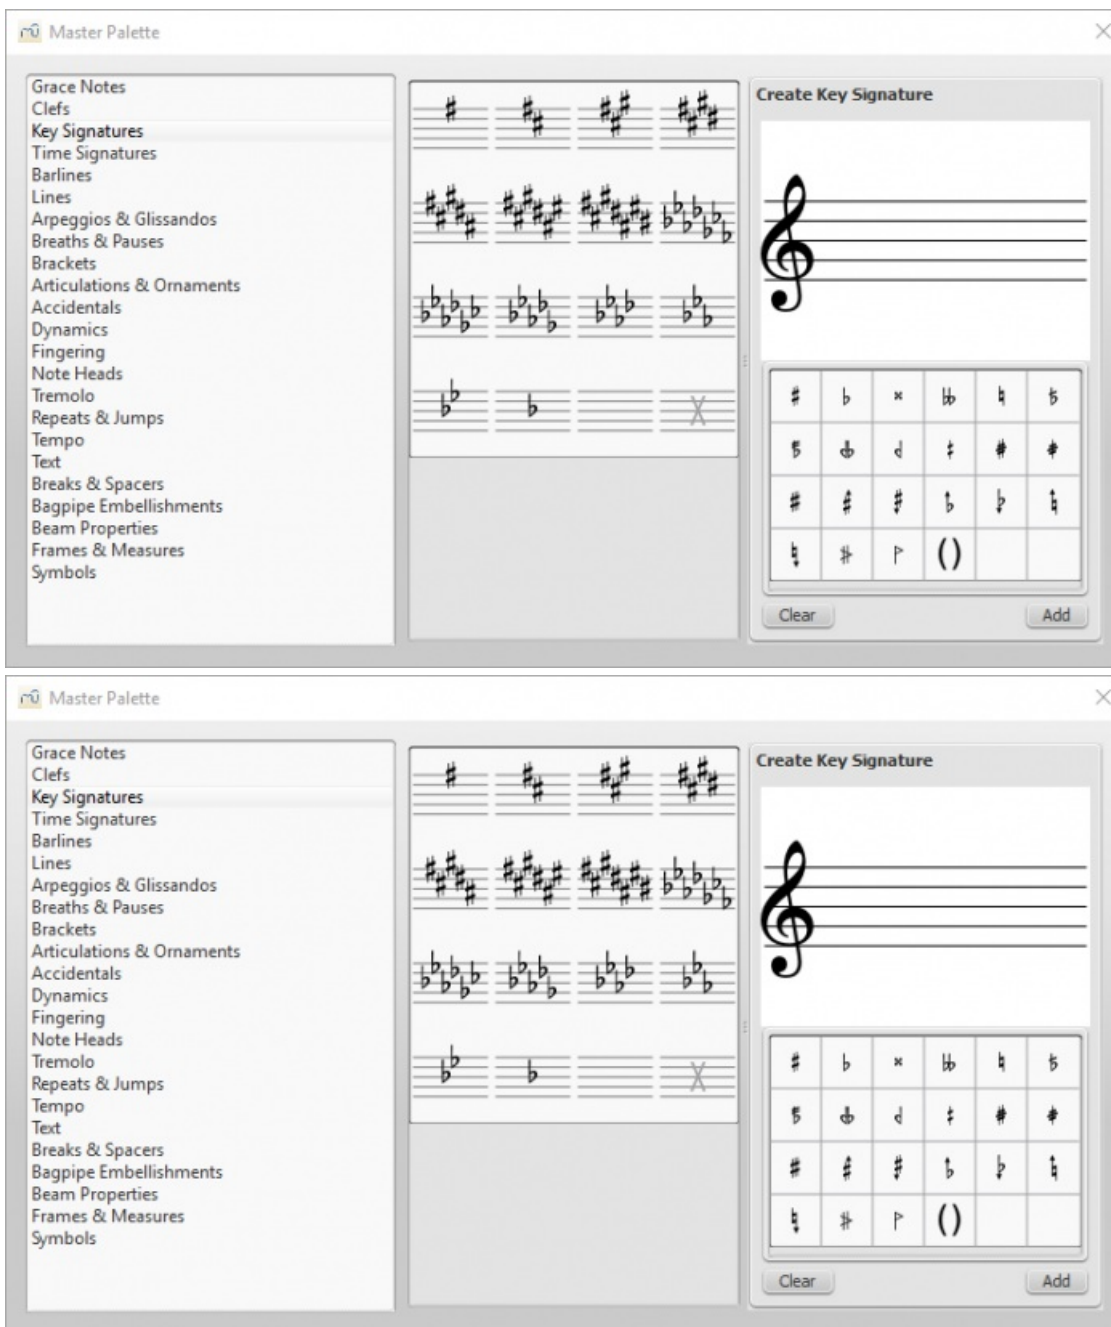 Master Palette
Grace Notes
Clefs
Key Signatures
Time Signatures
Barlines
Lines
Arpeggios & Glissandos
Breaths & Pauses
Brackets
Articulations & Ornaments
Accidentals
Dynamics
Fingering
Note Heads
Tremolo
Repeats & Jumps
Tempo
Text
Breaks & Spacers
Bagpipe Embellishments
Beam Properties
Frames & Measures
Symbols
Create Key Signature
Clear
Add
Master Palette
Grace Notes
Clefs
Key Signatures
Time Signatures
Barlines
Lines
Arpeggios & Glissandos
Breaths & Pauses
Brackets
Articulations & Ornaments
Accidentals
Dynamics
Fingering
Note Heads
Tremolo
Repeats & Jumps
Tempo
Text
Breaks & Spacers
Bagpipe Embellishments
Beam Properties
Frames & Measures
Symbols
Create Key Signature
Clear
Add